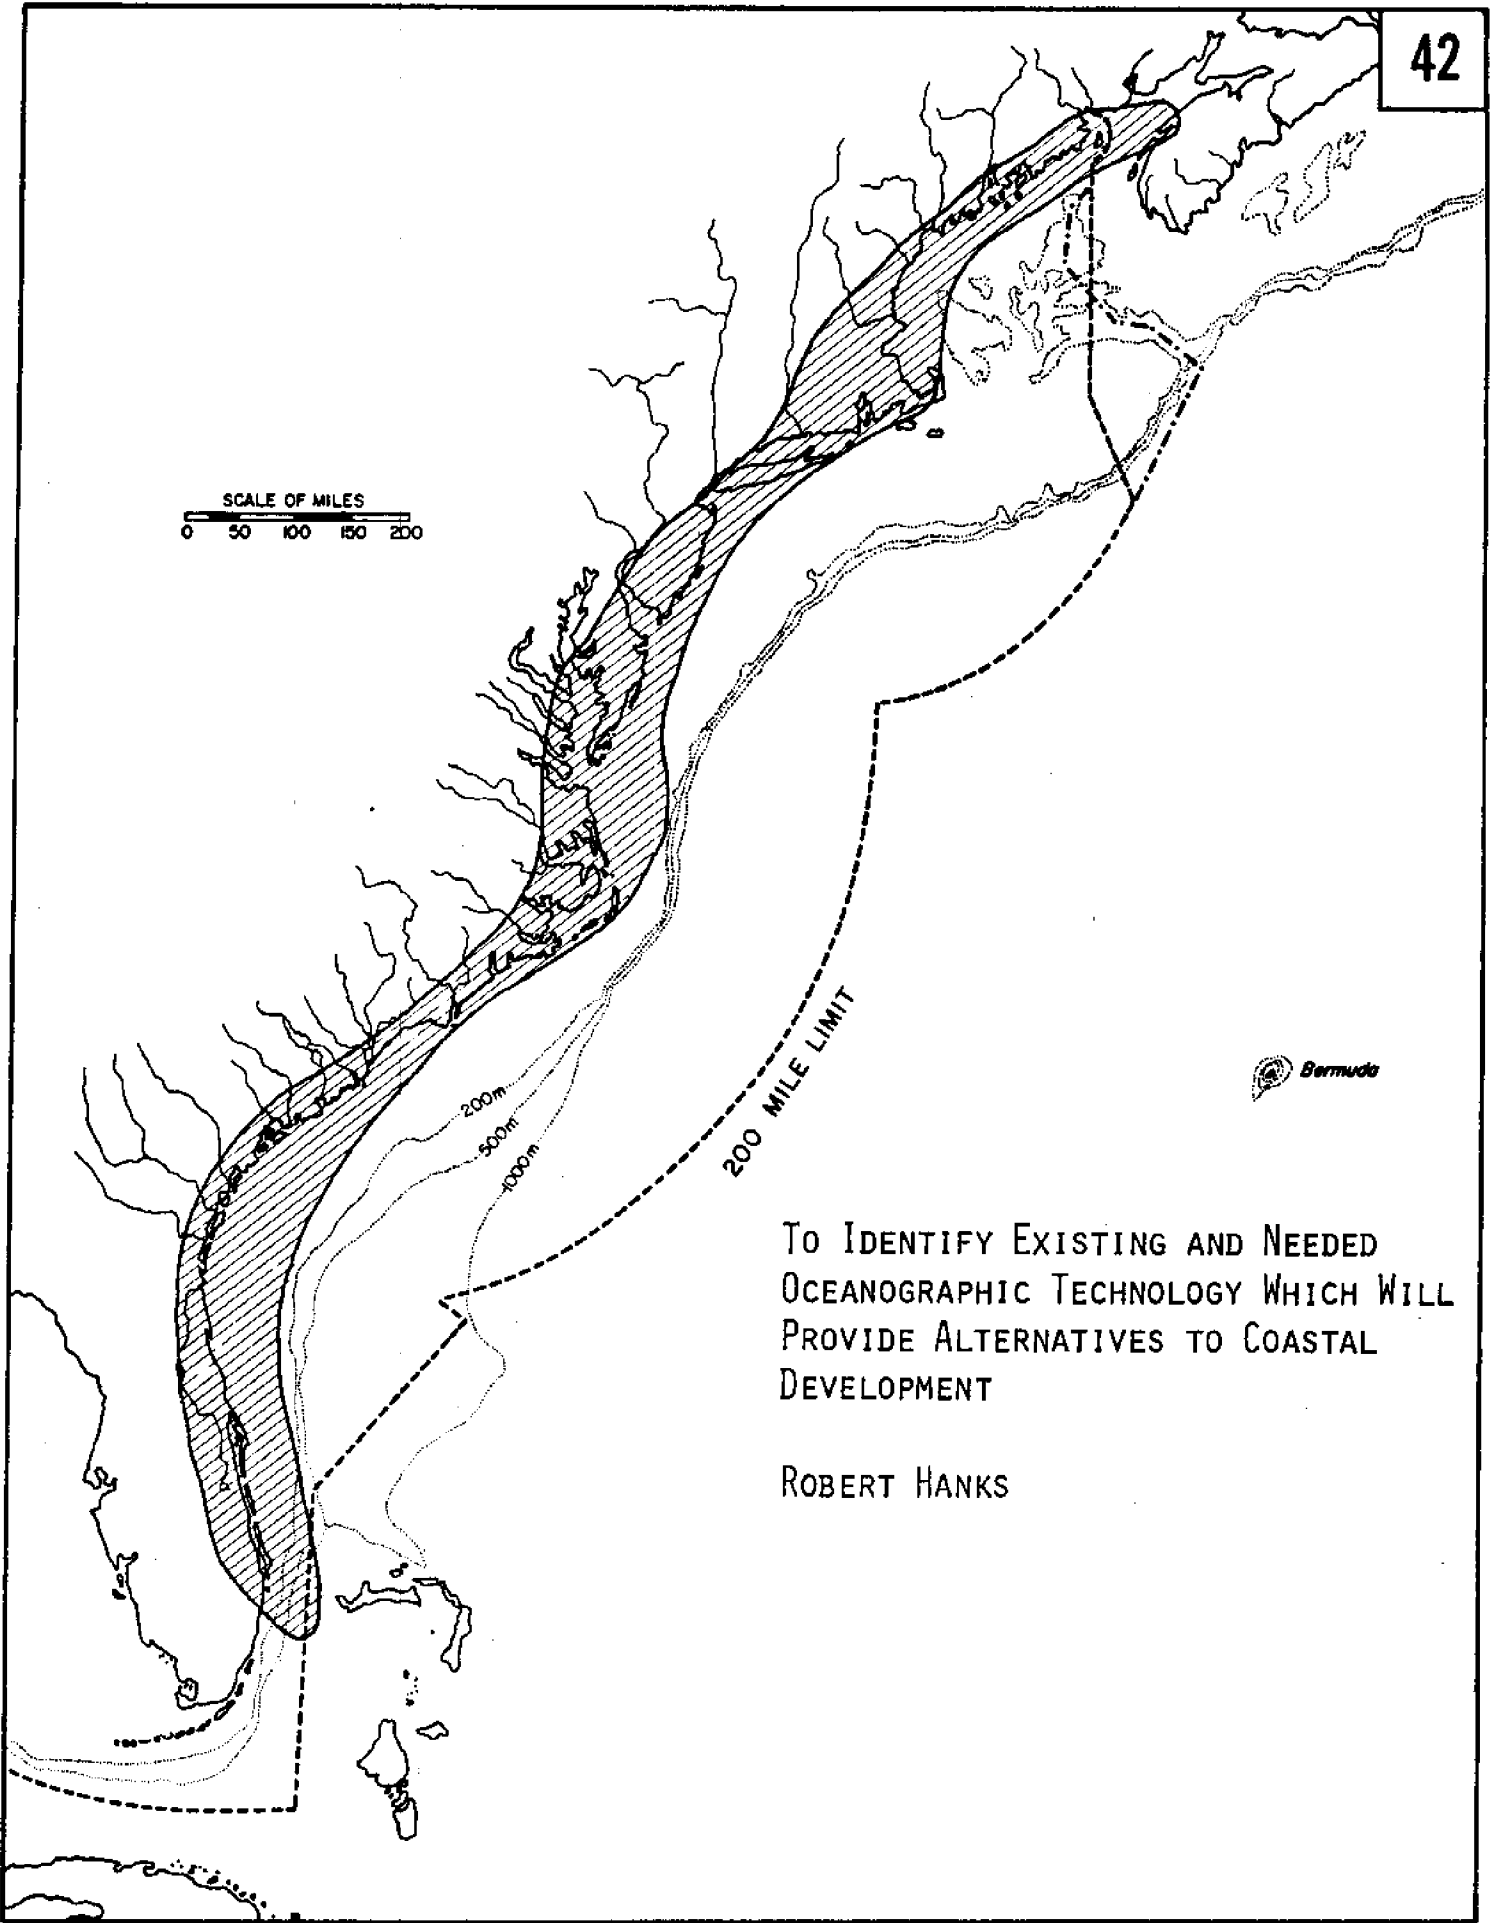 42
SCALE OF MILES
0 50 100 150 200
200 MILE LIMIT
Bermuda
200m
500m
1000m
TO IDENTIFY EXISTING AND NEEDED
OCEANOGRAPHIC TECHNOLOGY WHICH WILL
PROVIDE ALTERNATIVES TO COASTAL
DEVELOPMENT
ROBERT HANKS